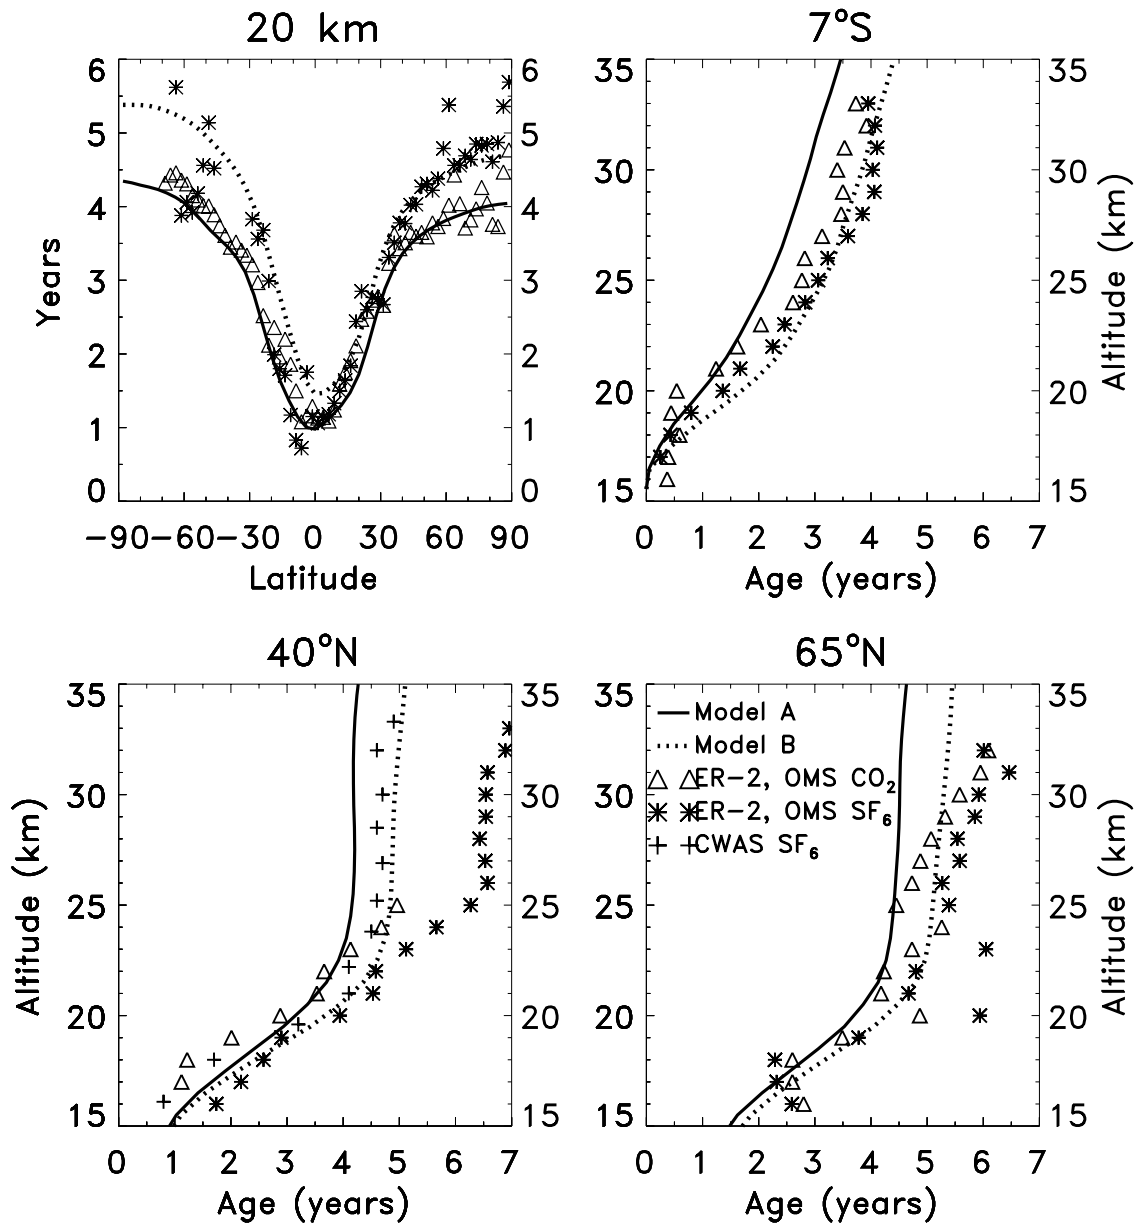 20 km
7°S
6 5 4 3 2 1 0
Years
6 5 4 3 2 1 0
−90 −60 −30 0 30 60 90
Latitude
35 30 25 20 15
35 30 25 20 15
Altitude (km)
0 1 2 3 4 5 6 7
Age (years)
40°N
65°N
35 30 25 20 15
Altitude (km)
35 30 25 20 15
0 1 2 3 4 5 6 7
Age (years)
35 30 25 20 15
Model A
Model B
ER−2, OMS CO₂
ER−2, OMS SF₆
CWAS SF₆
35 30 25 20 15
Altitude (km)
0 1 2 3 4 5 6 7
Age (years)